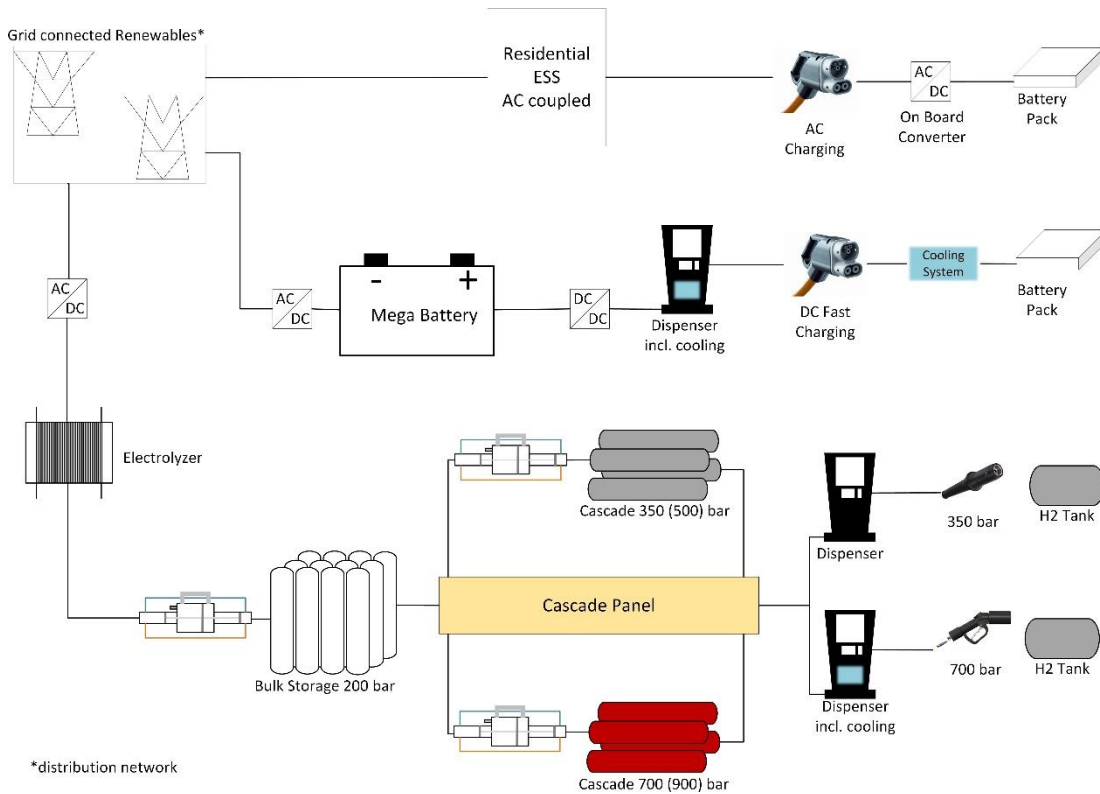 Grid connected Renewables*
Residential
ESS
AC coupled
AC
Charging
AC
DC
On Board
Converter
Battery
Pack
AC
DC
AC
DC
-
+
Mega Battery
DC
DC
Dispenser
incl. cooling
DC Fast
Charging
Cooling
System
Battery
Pack
Electrolyzer
Bulk Storage 200 bar
Cascade 350 (500) bar
Cascade Panel
Cascade 700 (900) bar
Dispenser
350 bar
H2 Tank
Dispenser
incl. cooling
700 bar
H2 Tank
*distribution network